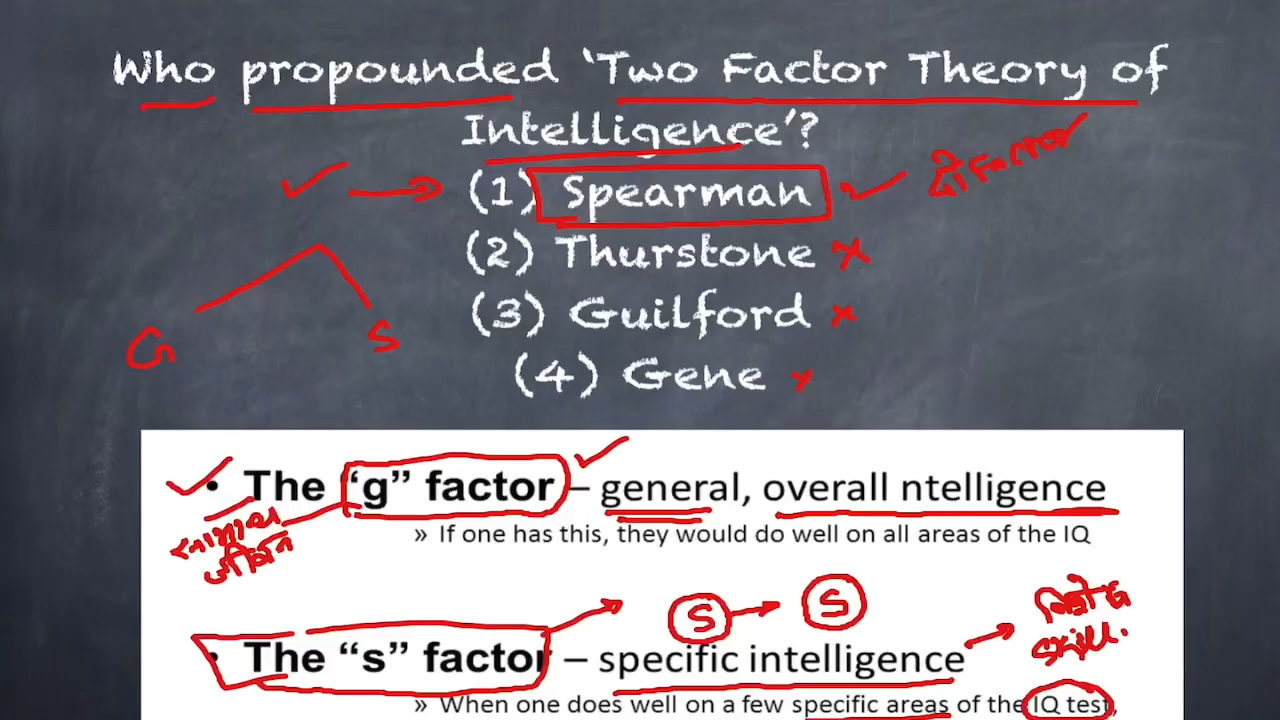 Who propounded ‘Two Factor Theory of
Intelligence’?
(1) Spearman
दो Factor
(2) Thurstone
(3) Guilford
(4) Gene
G S
• The “g” factor – general, overall ntelligence
सामान्य
जीवन
» If one has this, they would do well on all areas of the IQ
S S
• The “s” factor – specific intelligence
skill.
» When one does well on a few specific areas of the IQ test,